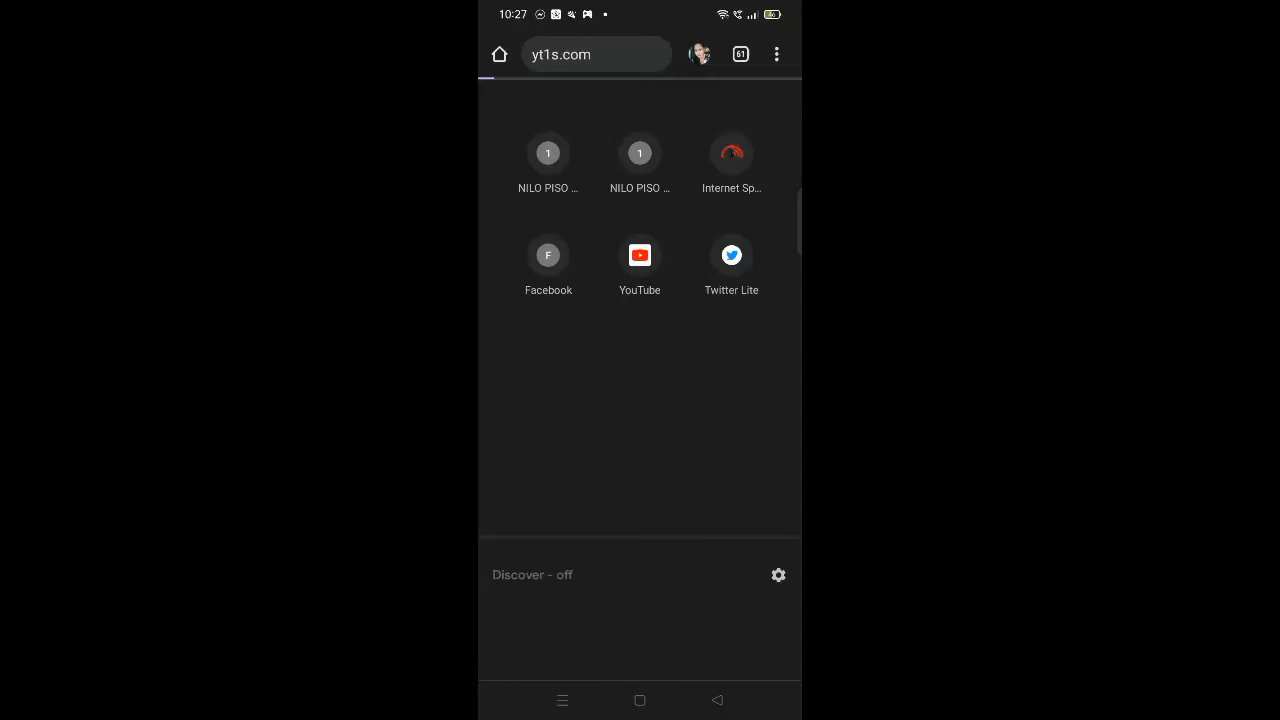 10:27
yt1s.com
61
1
1
NILO PISO ...
NILO PISO ...
Internet Sp...
F
Facebook
YouTube
Twitter Lite
Discover - off